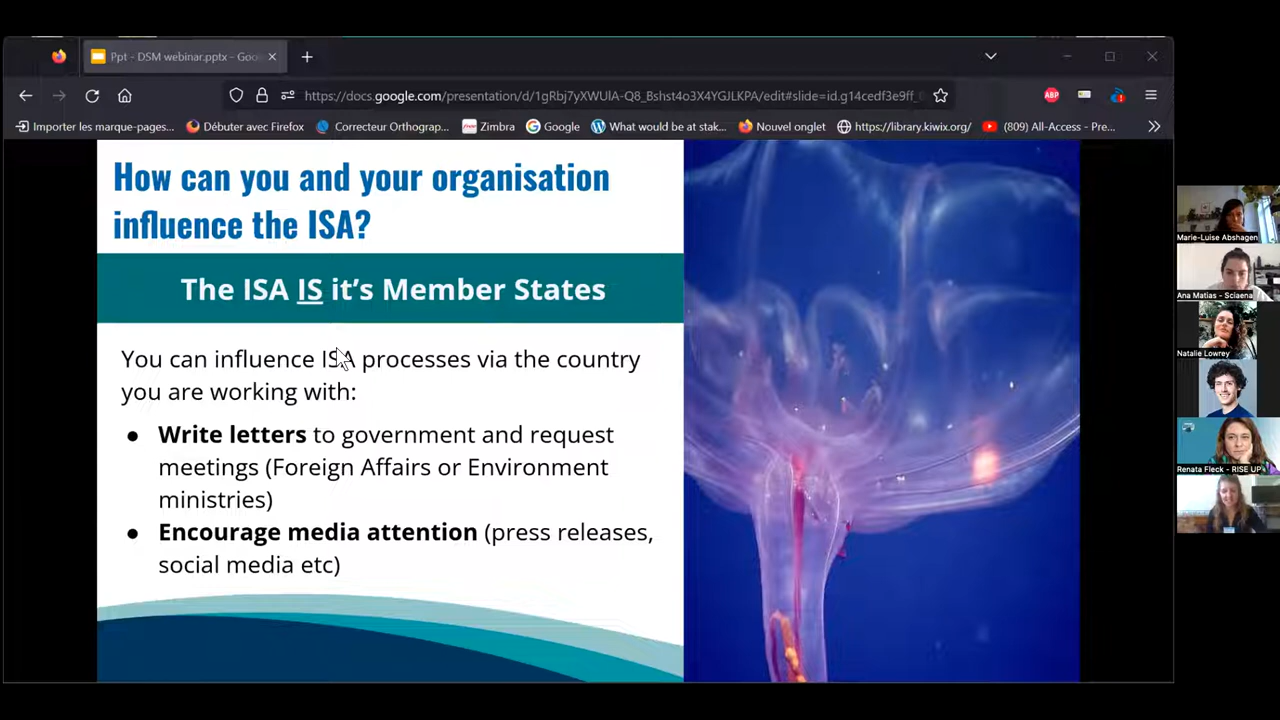 Ppt - DSM webinar.pptx - Goo
https://docs.google.com/presentation/d/1gRbj7yXWUlA-Q8_Bshst4o3X4YGJLKPA/edit#slide=id.g14cedf3e9ff_
ABP
Importer les marque-pages...
Débuter avec Firefox
Correcteur Orthograp...
Zimbra
Google
What would be at stak...
Nouvel onglet
https://library.kiwix.org/
(809) All-Access - Pre...
How can you and your organisation
influence the ISA?
The ISA IS it's Member States
You can influence ISA processes via the country
you are working with:
● Write letters to government and request
meetings (Foreign Affairs or Environment
ministries)
● Encourage media attention (press releases,
social media etc)
Marie-Luise Abshagen
Ana Matias - Sciaena
Natalie Lowrey
Renata Fleck - RISE UP